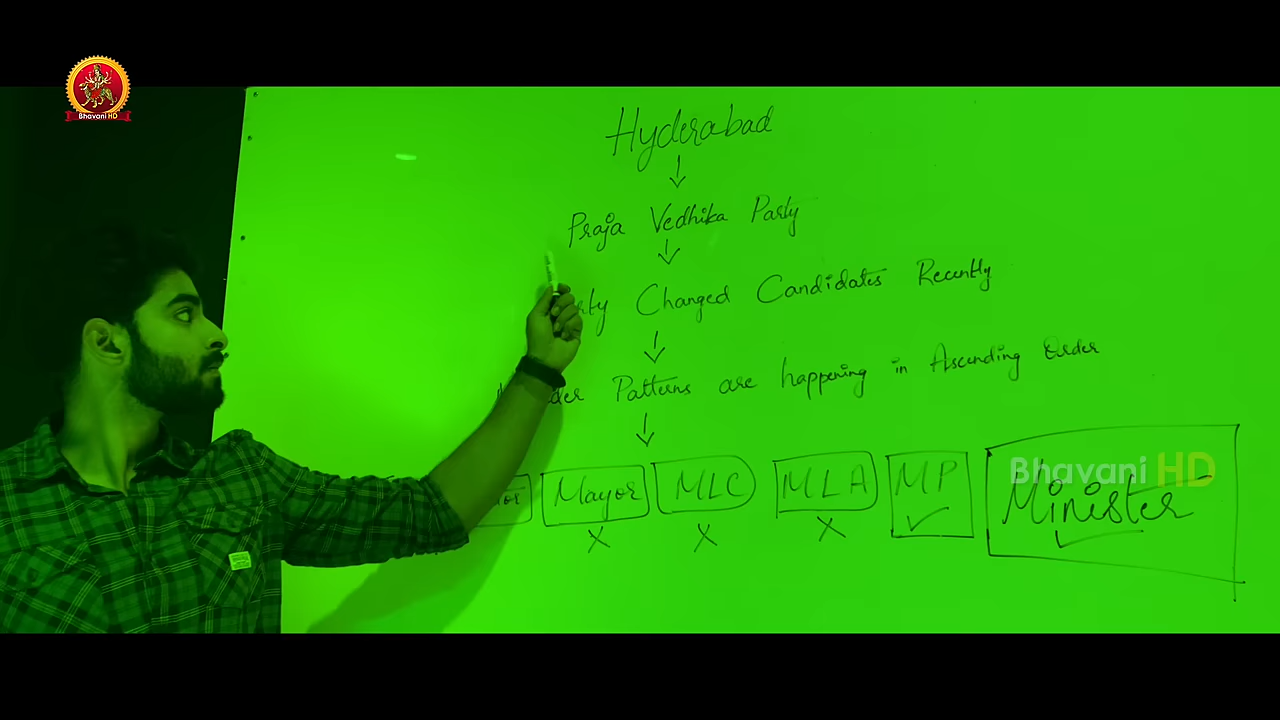 Bhavani HD
Hyderabad
Praja Vedhika Party
Changed Candidates Recently
Patterns are happening in Ascending Order
Mayor MLC MLA MP Minister
Bhavani HD